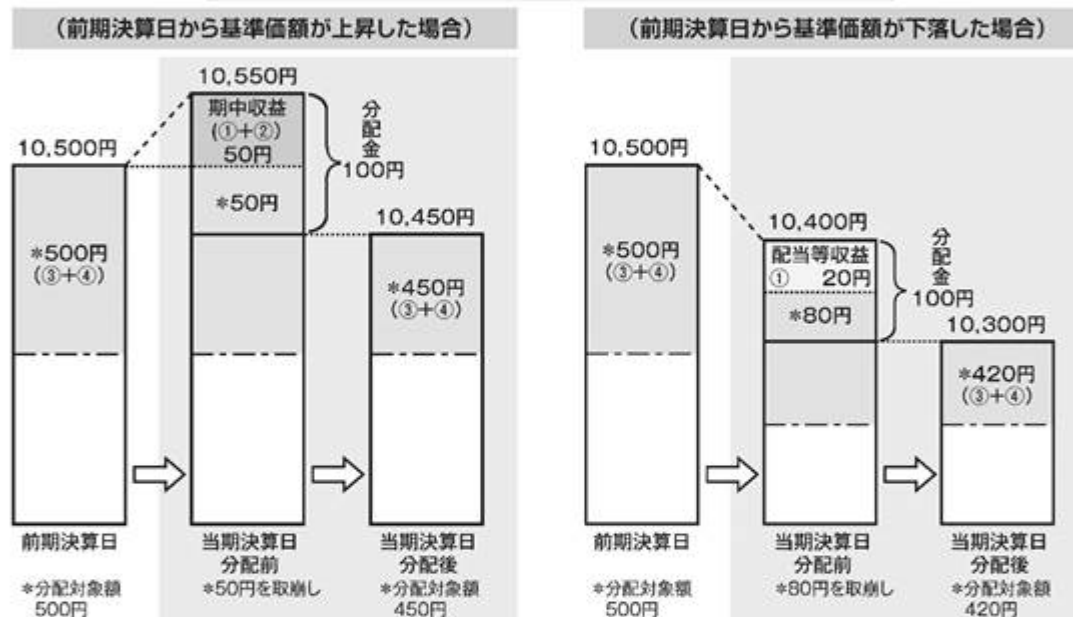 (前期決算日から基準価額が上昇した場合)
10,550円
期中収益
(①+②)
50円
*50円
分配金
100円
10,500円
*500円
(③+④)
10,450円
*450円
(③+④)
前期決算日
当期決算日
分配前
当期決算日
分配後
*分配対象額
500円
*50円を取崩し
*分配対象額
450円
(前期決算日から基準価額が下落した場合)
10,500円
*500円
(③+④)
10,400円
配当等収益
① 20円
*80円
分配金
100円
10,300円
*420円
(③+④)
前期決算日
当期決算日
分配前
当期決算日
分配後
*分配対象額
500円
*80円を取崩し
*分配対象額
420円